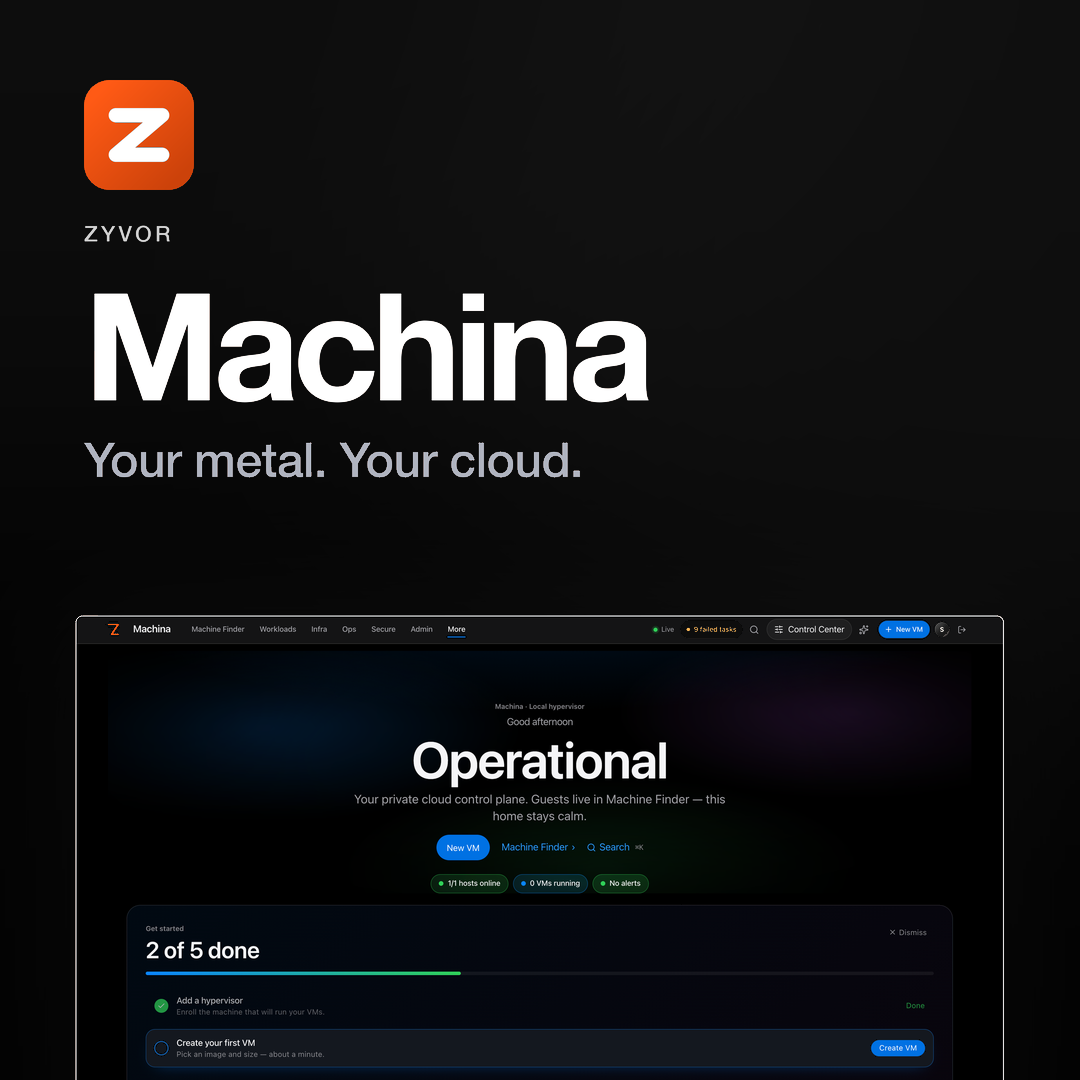 Z
ZYVOR
Machina
Your metal. Your cloud.
Z Machina Machine Finder Workloads Infra Ops Secure Admin More Live 9 failed tasks Control Center + New VM S
Machina · Local hypervisor
Good afternoon
Operational
Your private cloud control plane. Guests live in Machine Finder — this
home stays calm.
New VM Machine Finder › Search ⌘K
1/1 hosts online 0 VMs running No alerts
Get started
2 of 5 done
✕ Dismiss
Add a hypervisor
Enroll the machine that will run your VMs.
Done
Create your first VM
Pick an image and size — about a minute.
Create VM